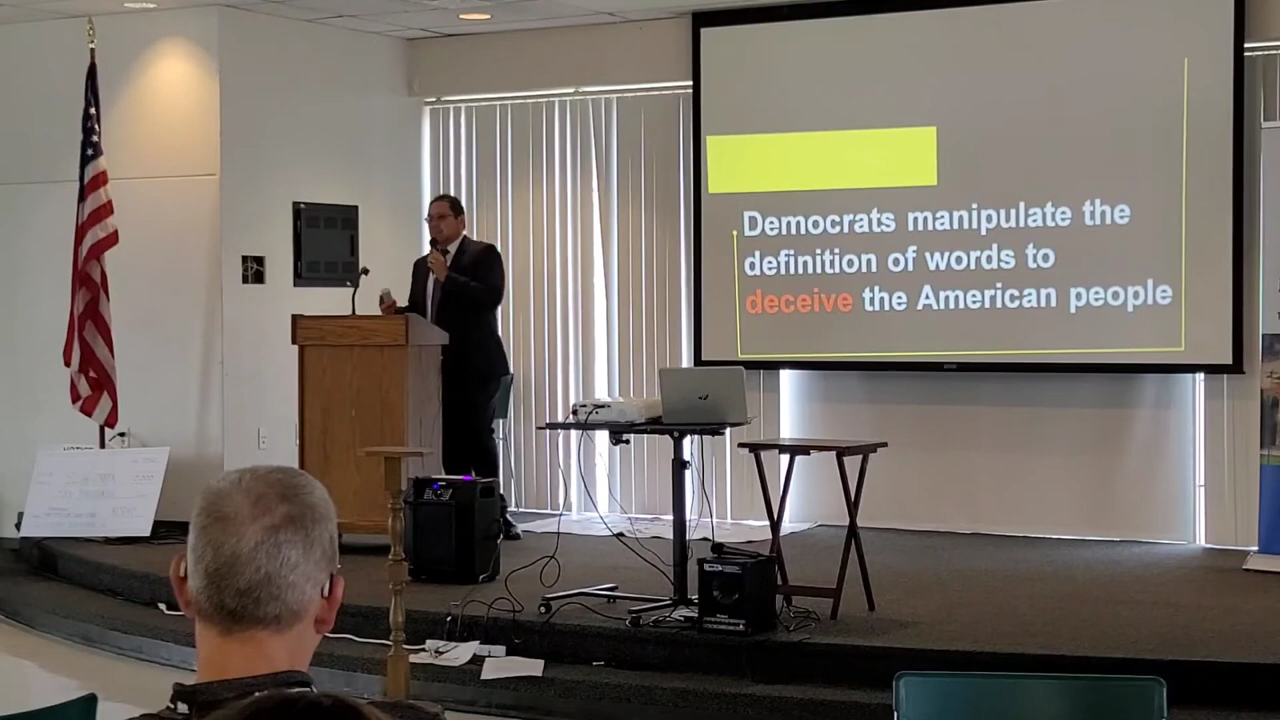 Democrats manipulate the
definition of words to
deceive the American people